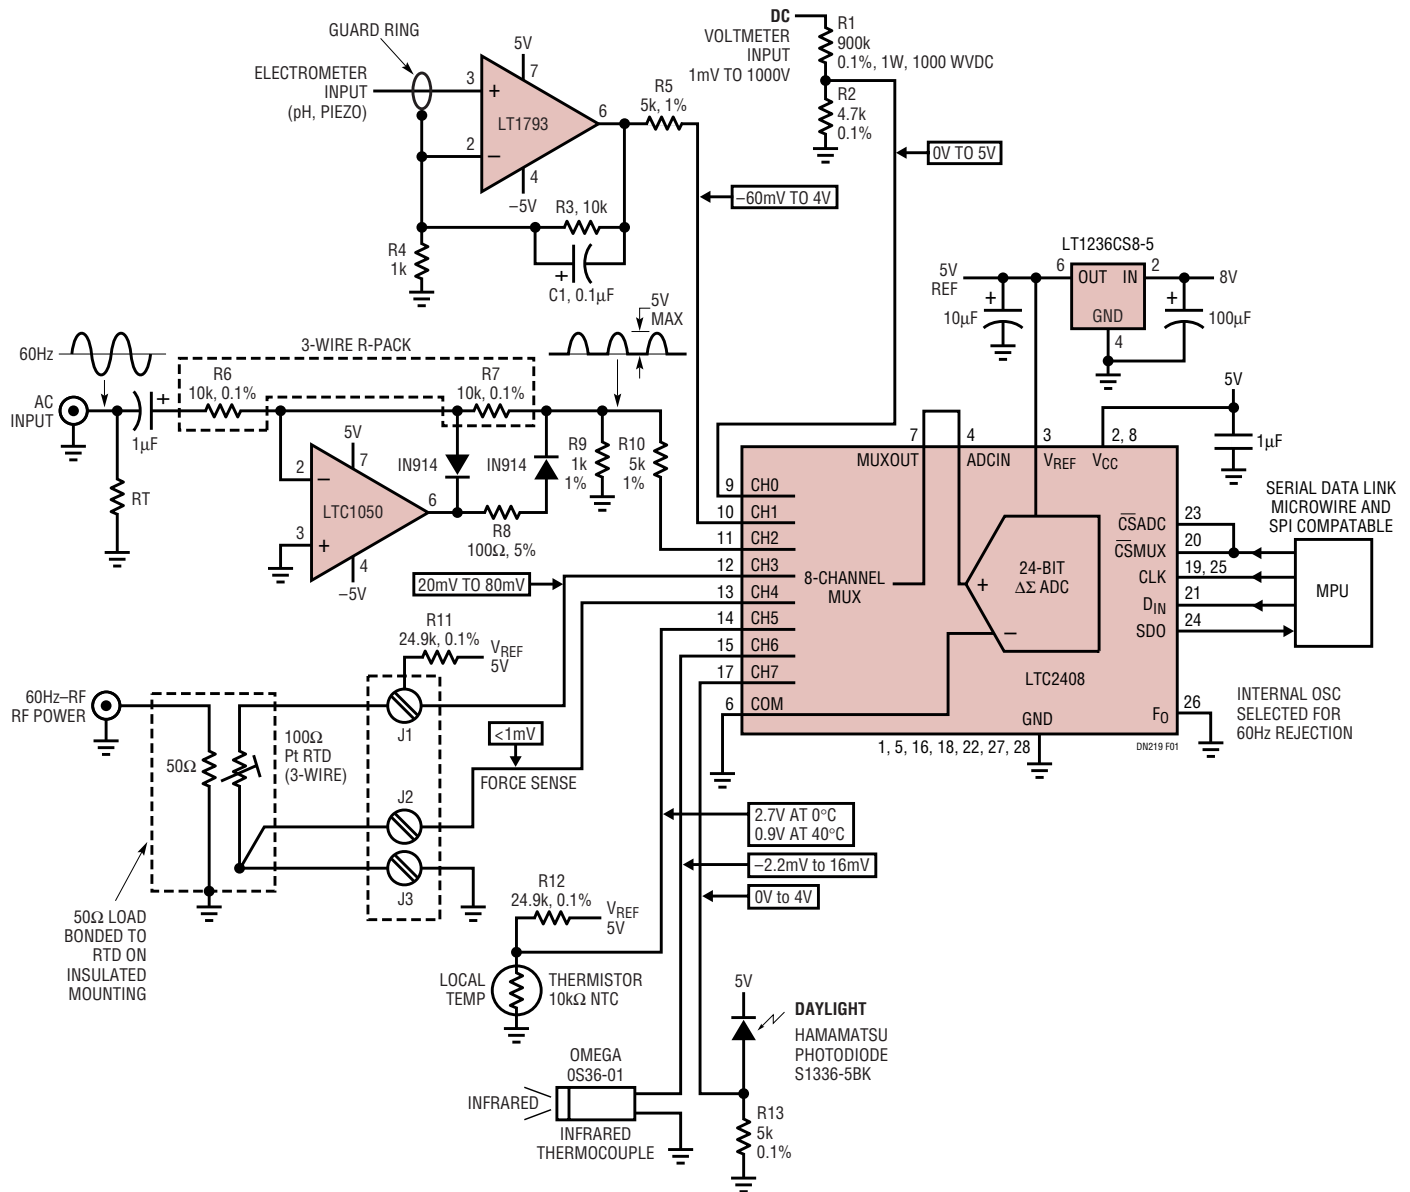 GUARD RING
ELECTROMETER
INPUT
(pH, PIEZO)
3
+
2
–
5V
7
LT1793
6
4
–5V
R5
5k, 1%
R3, 10k
+
C1, 0.1µF
R4
1k
DC
VOLTMETER
INPUT
1mV TO 1000V
R1
900k
0.1%, 1W, 1000 WVDC
R2
4.7k
0.1%
0V TO 5V
–60mV TO 4V
LT1236CS8-5
5V
REF
6
OUT
IN
2
8V
GND
4
+
10µF
+
100µF
5V
1µF
60Hz
AC
INPUT
1µF
+
RT
3-WIRE R-PACK
R6
10k, 0.1%
R7
10k, 0.1%
5V
MAX
5V
7
2
–
3
+
LTC1050
6
4
–5V
IN914
IN914
R8
100Ω, 5%
R9
1k
1%
R10
5k
1%
7
4
3
2, 8
MUXOUT
ADCIN
VREF
VCC
9
CH0
10
CH1
11
CH2
12
CH3
13
CH4
14
CH5
15
CH6
17
CH7
6
COM
8-CHANNEL
MUX
+
–
24-BIT
ΔΣ ADC
LTC2408
GND
1, 5, 16, 18, 22, 27, 28
CSADC
23
CSMUX
20
CLK
19, 25
DIN
21
SDO
24
FO
26
DN219 F01
SERIAL DATA LINK
MICROWIRE AND
SPI COMPATABLE
MPU
INTERNAL OSC
SELECTED FOR
60Hz REJECTION
20mV TO 80mV
R11
24.9k, 0.1%
VREF
5V
60Hz–RF
RF POWER
50Ω
100Ω
Pt RTD
(3-WIRE)
J1
J2
J3
<1mV
FORCE SENSE
50Ω LOAD
BONDED TO
RTD ON
INSULATED
MOUNTING
2.7V AT 0°C
0.9V AT 40°C
–2.2mV to 16mV
0V to 4V
R12
24.9k, 0.1%
VREF
5V
LOCAL
TEMP
THERMISTOR
10kΩ NTC
5V
DAYLIGHT
HAMAMATSU
PHOTODIODE
S1336-5BK
OMEGA
0S36-01
INFRARED
INFRARED
THERMOCOUPLE
R13
5k
0.1%